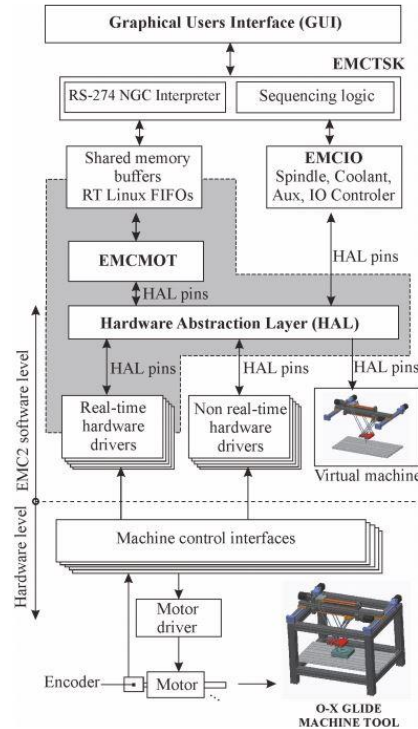 Graphical Users Interface (GUI)
EMCTSK
RS-274 NGC Interpreter
Sequencing logic
Shared memory
buffers
RT Linux FIFOs
EMCIO
Spindle, Coolant,
Aux, IO Controler
EMCMOT
HAL pins
HAL pins
Hardware Abstraction Layer (HAL)
HAL pins
HAL pins
HAL pins
Real-time
hardware
drivers
Non real-time
hardware
drivers
Virtual machine
EMC2 software level
Hardware level
Machine control interfaces
Motor
driver
Encoder
Motor
O-X GLIDE
MACHINE TOOL